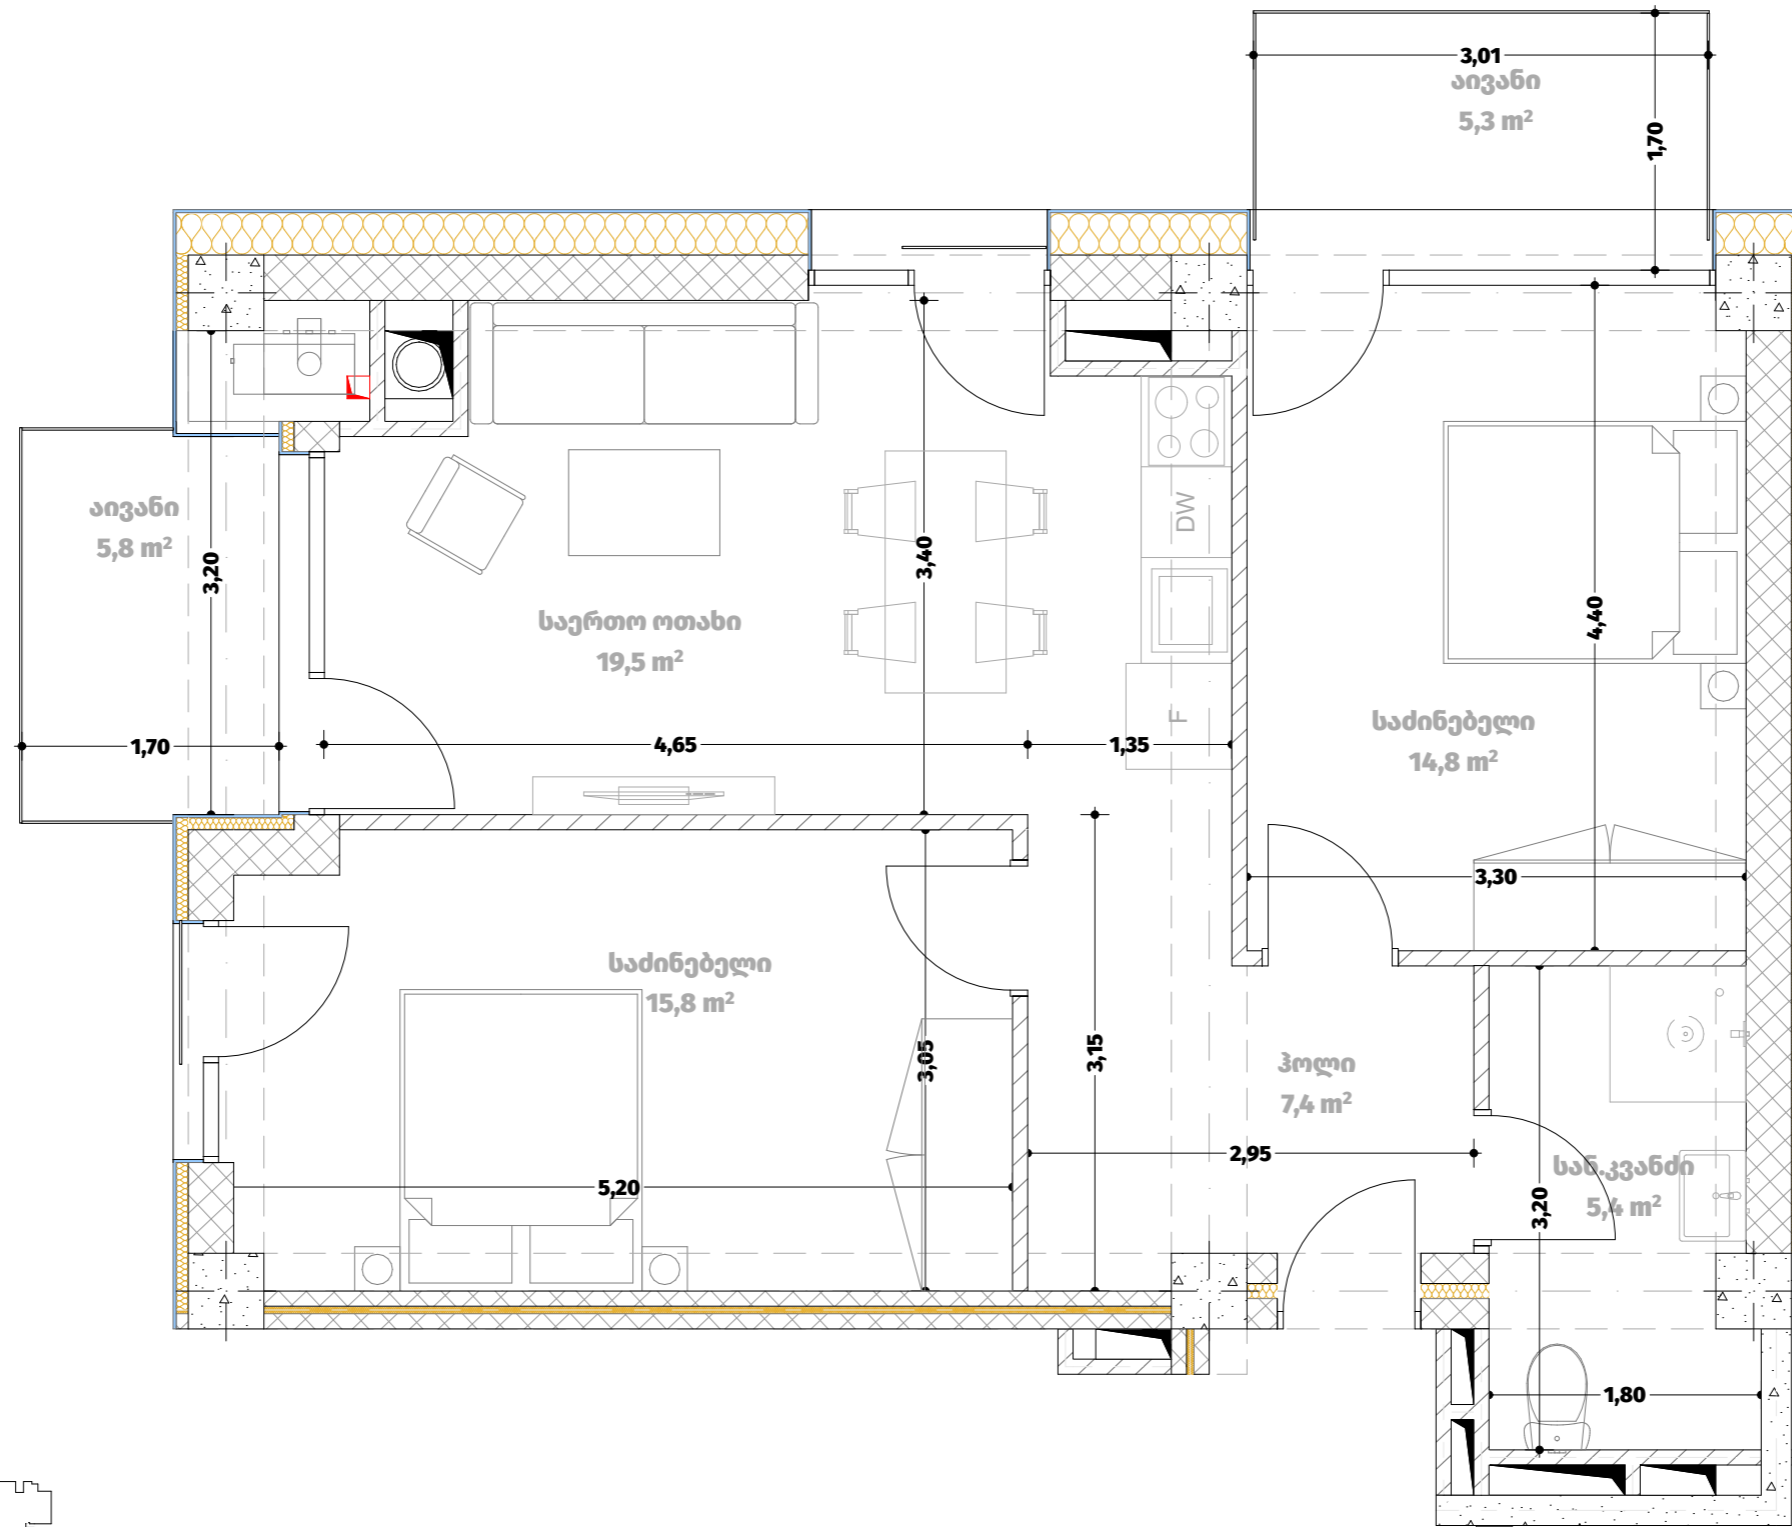 3,01
აივანი
5,3 m²
1,70
აივანი
5,8 m²
3,20
1,70
3,40
საერთო ოთახი
19,5 m²
4,65
1,35
DW
F
4,40
საძინებელი
14,8 m²
3,30
საძინებელი
15,8 m²
3,05
3,15
5,20
ჰოლი
7,4 m²
2,95
სან.კვანძი
5,4 m²
3,20
1,80